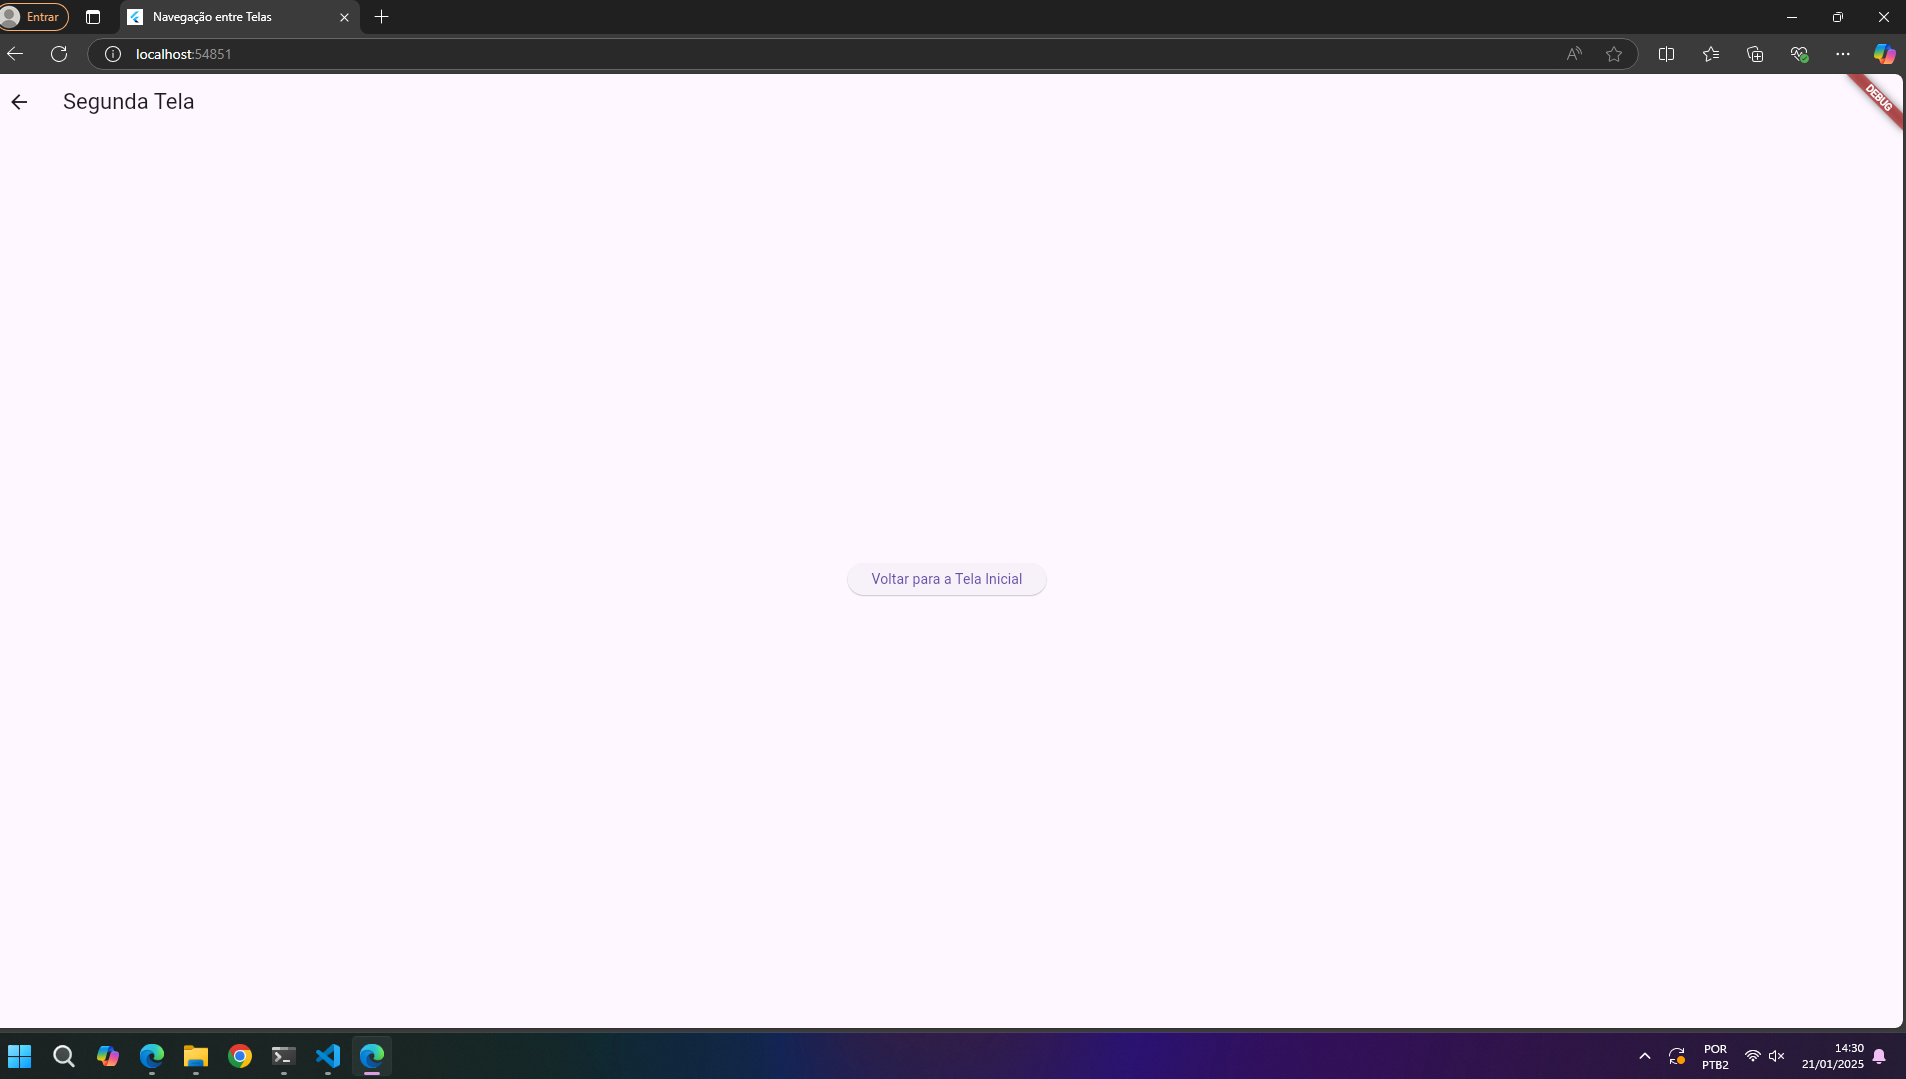 Entrar
Navegação entre Telas
localhost:54851
Segunda Tela
DEBUG
Voltar para a Tela Inicial
POR
PTB2
14:30
21/01/2025